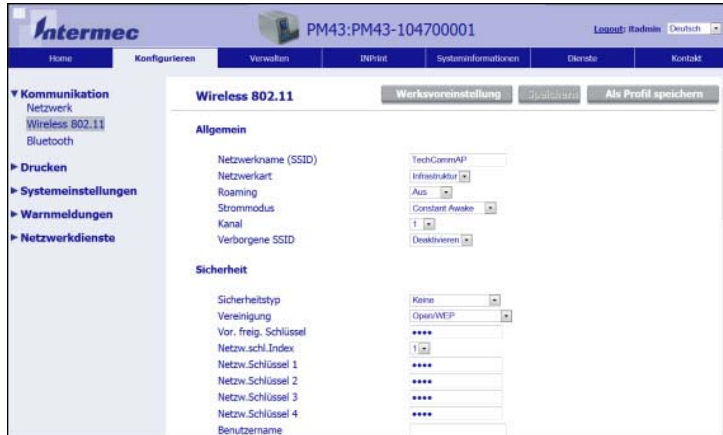 Intermec
PM43:PM43-104700001
Logout: itadmin Deutsch
Home Konfigurieren Verwalten INPrint Systeminformationen Dienste Kontakt
Kommunikation
Netzwerk
Wireless 802.11
Bluetooth
Drucken
Systemeinstellungen
Warnmeldungen
Netzwerkdienste
Wireless 802.11 Werksvoreinstellung Speichern Als Profil speichern
Allgemein
Netzwerkname (SSID) TechCommAP
Netzwerkart Infrastruktur
Roaming Aus
Strommodus Constant Awake
Kanal 1
Verborgene SSID Deaktivieren
Sicherheit
Sicherheitstyp Keine
Vereinigung Open/WEP
Vor. freig. Schlüssel ••••
Netzw.schl.Index 1
Netzw.Schlüssel 1 ••••
Netzw.Schlüssel 2 ••••
Netzw.Schlüssel 3 ••••
Netzw.Schlüssel 4 ••••
Benutzername